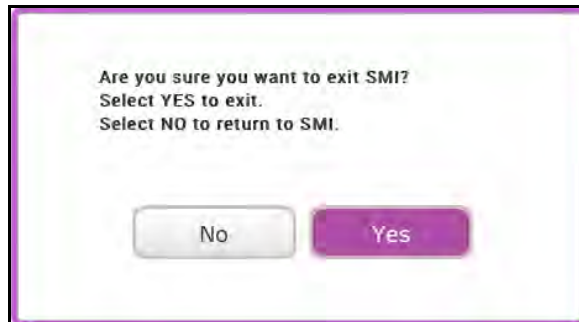 Are you sure you want to exit SMI?
Select YES to exit.
Select NO to return to SMI.
No
Yes